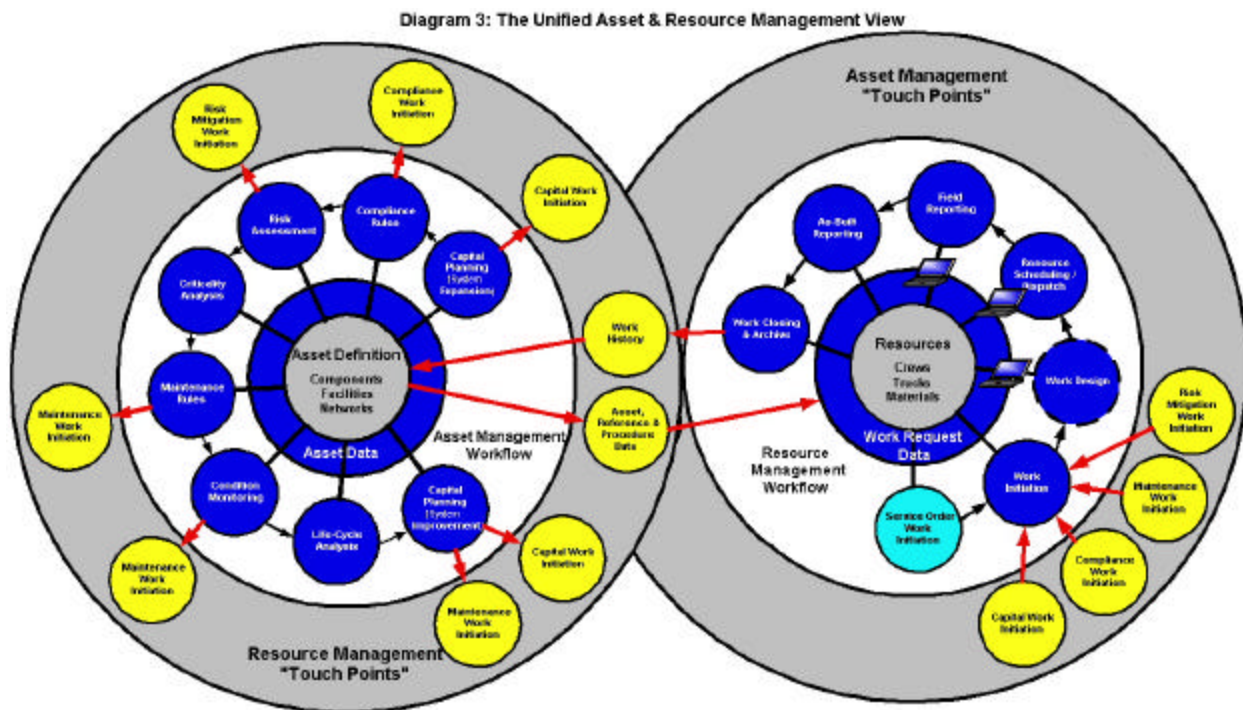 Diagram 3: The Unified Asset & Resource Management View
Risk
Mitigation
Work
Initiation
Compliance
Work
Initiation
Capital Work
Initiation
Risk
Assessment
Compliance
Rules
Capital
Planning
(System
Expansion)
Criticality
Analysis
Maintenance
Rules
Maintenance
Work
Initiation
Condition
Monitoring
Maintenance
Work
Initiation
Life-Cycle
Analysis
Capital
Planning
(System
Improvement)
Capital Work
Initiation
Maintenance
Work
Initiation
Asset Definition
Components
Facilities
Networks
Asset Data
Asset Management
Workflow
Resource Management
"Touch Points"
Work
History
Asset,
Reference &
Procedure
Data
Asset Management
"Touch Points"
Field
Reporting
As-Built
Reporting
Resource
Scheduling /
Dispatch
Work Closing
& Archive
Resources
Crews
Trucks
Materials
Work Design
Work Request
Data
Resource
Management
Workflow
Service Order
Work
Initiation
Work
Initiation
Risk
Mitigation
Work
Initiation
Maintenance
Work
Initiation
Compliance
Work
Initiation
Capital Work
Initiation